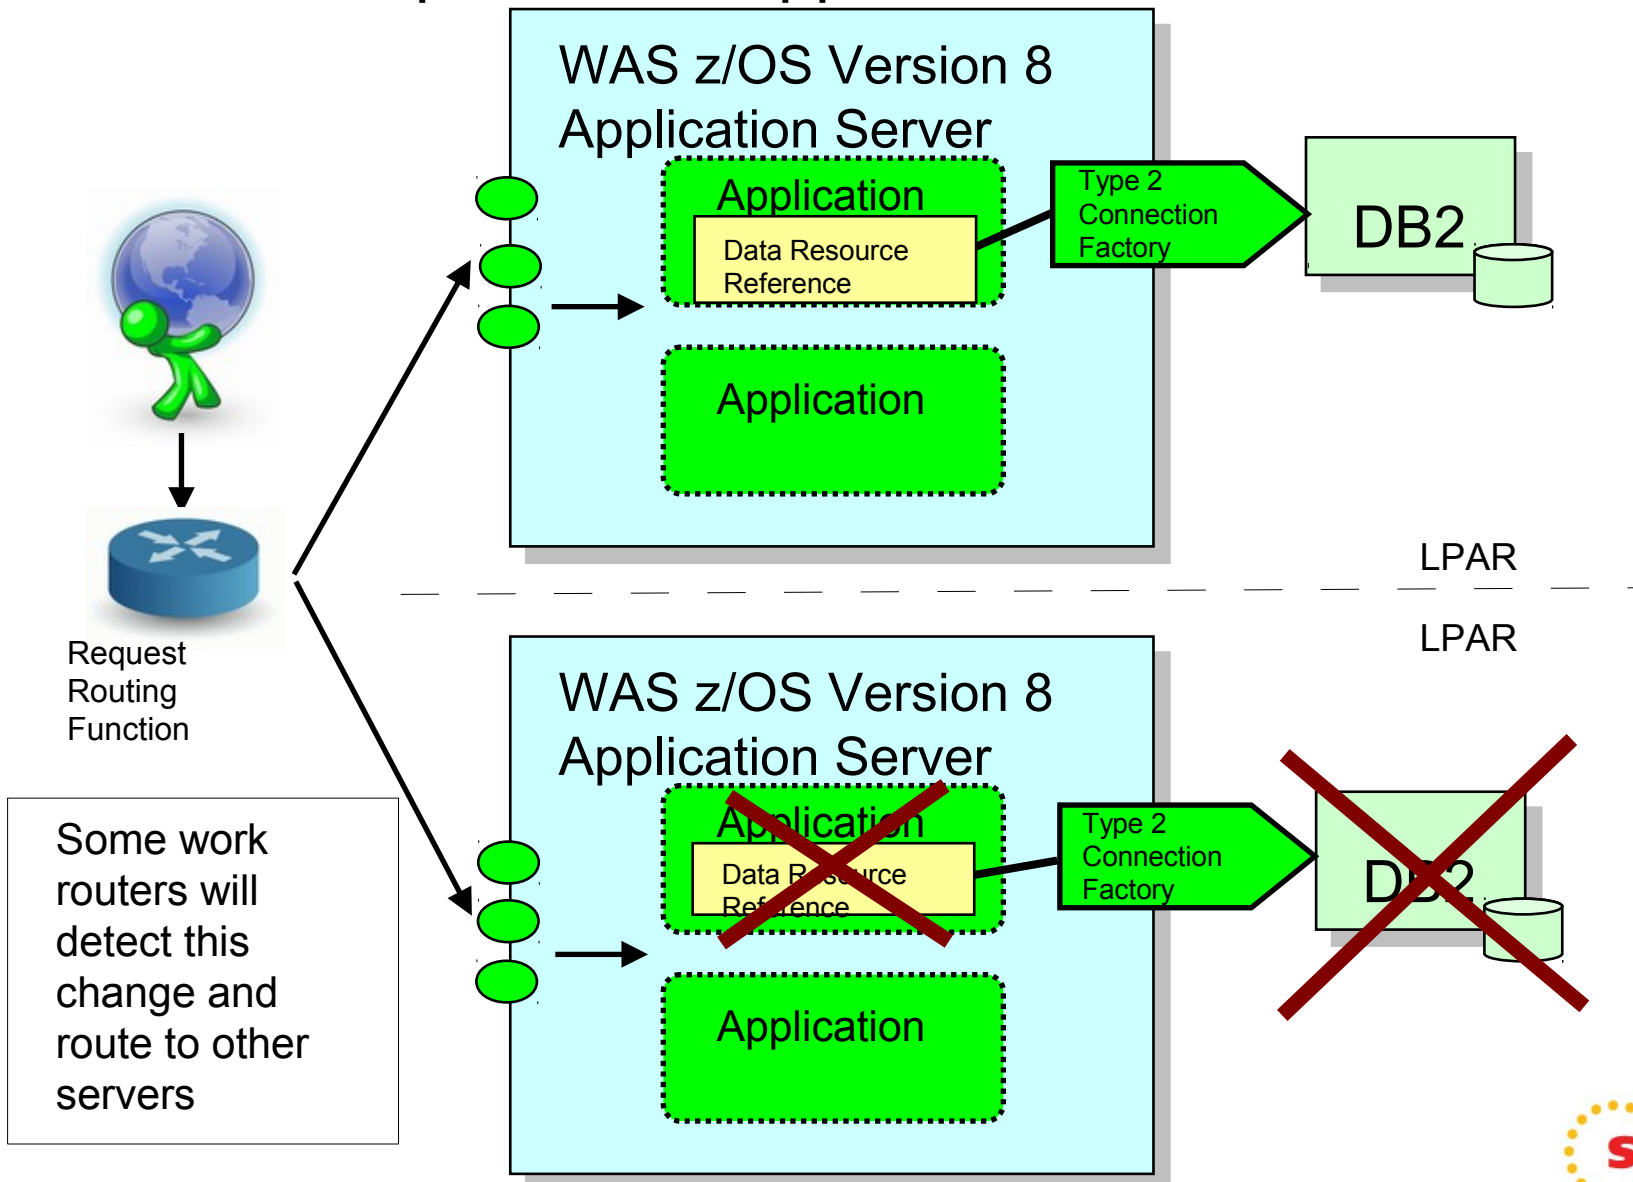 WAS z/OS Version 8
Application Server
Application
Data Resource
Reference
Type 2
Connection
Factory
DB2
Application
LPAR
LPAR
Request
Routing
Function
WAS z/OS Version 8
Application Server
Application
Data Resource
Reference
Type 2
Connection
Factory
DB2
Application
Some work
routers will
detect this
change and
route to other
servers